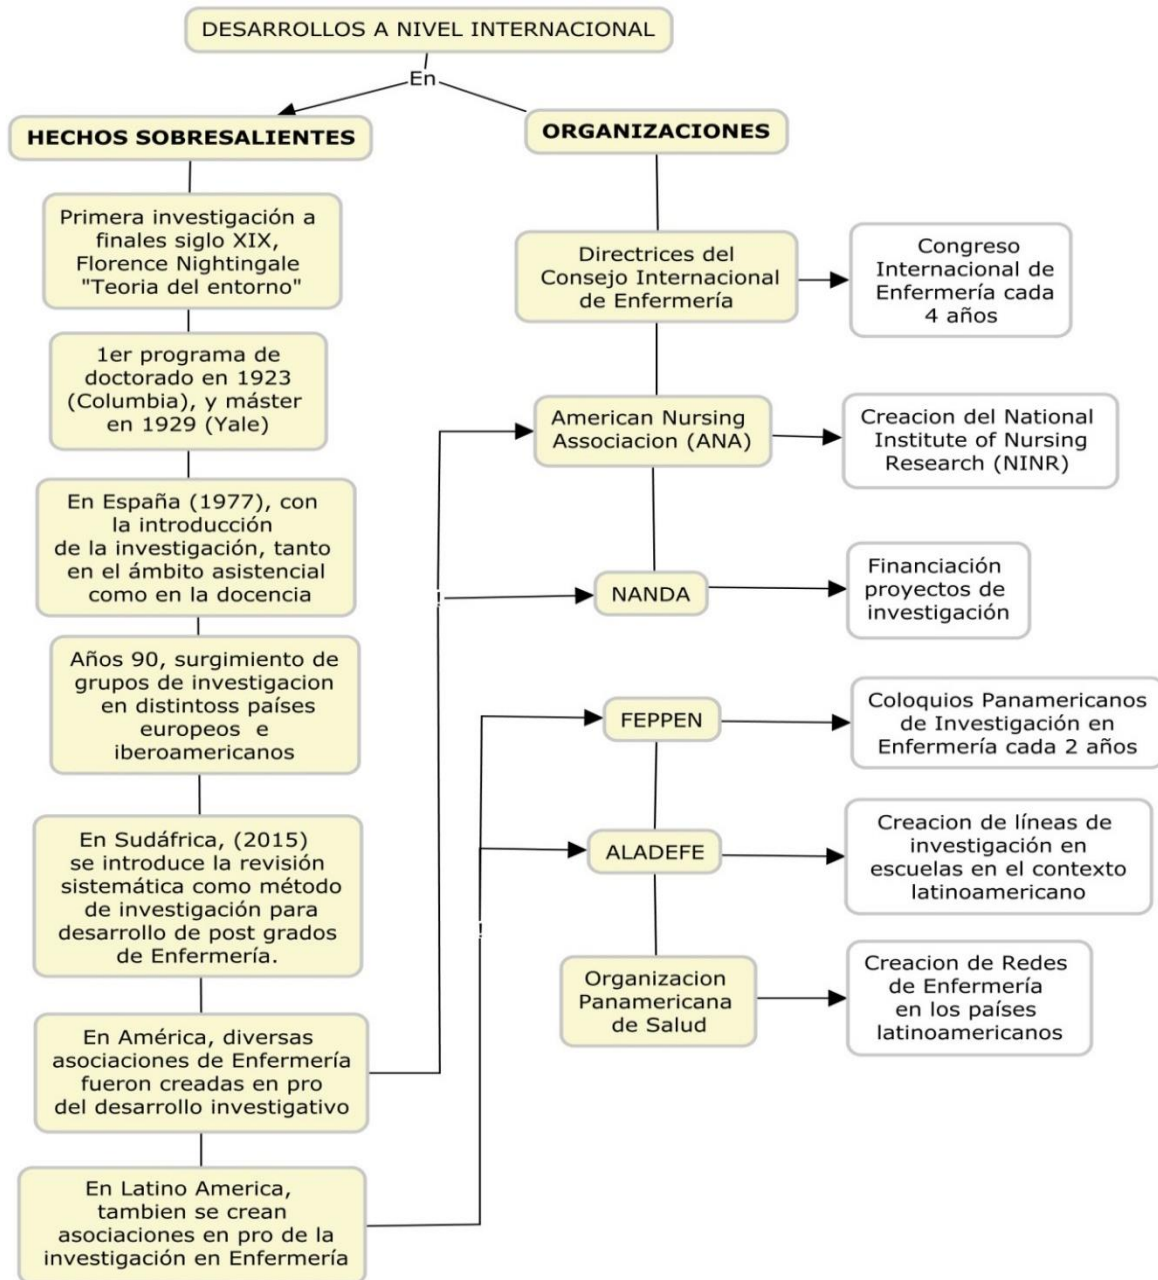 DESARROLLOS A NIVEL INTERNACIONAL
En
HECHOS SOBRESALIENTES
Primera investigación a
finales siglo XIX,
Florence Nightingale
"Teoria del entorno"
1er programa de
doctorado en 1923
(Columbia), y máster
en 1929 (Yale)
En España (1977), con
la introducción
de la investigación, tanto
en el ámbito asistencial
como en la docencia
Años 90, surgimiento de
grupos de investigacion
en distintoss países
europeos e
iberoamericanos
En Sudáfrica, (2015)
se introduce la revisión
sistemática como método
de investigación para
desarrollo de post grados
de Enfermería.
En América, diversas
asociaciones de Enfermería
fueron creadas en pro
del desarrollo investigativo
En Latino America,
tambien se crean
asociaciones en pro de la
investigación en Enfermería
ORGANIZACIONES
Directrices del
Consejo Internacional
de Enfermería
Congreso
Internacional de
Enfermería cada
4 años
American Nursing
Associacion (ANA)
Creacion del National
Institute of Nursing
Research (NINR)
NANDA
Financiación
proyectos de
investigación
FEPPEN
Coloquios Panamericanos
de Investigación en
Enfermería cada 2 años
ALADEFE
Creacion de líneas de
investigación en
escuelas en el contexto
latinoamericano
Organizacion
Panamericana
de Salud
Creacion de Redes
de Enfermería
en los países
latinoamericanos